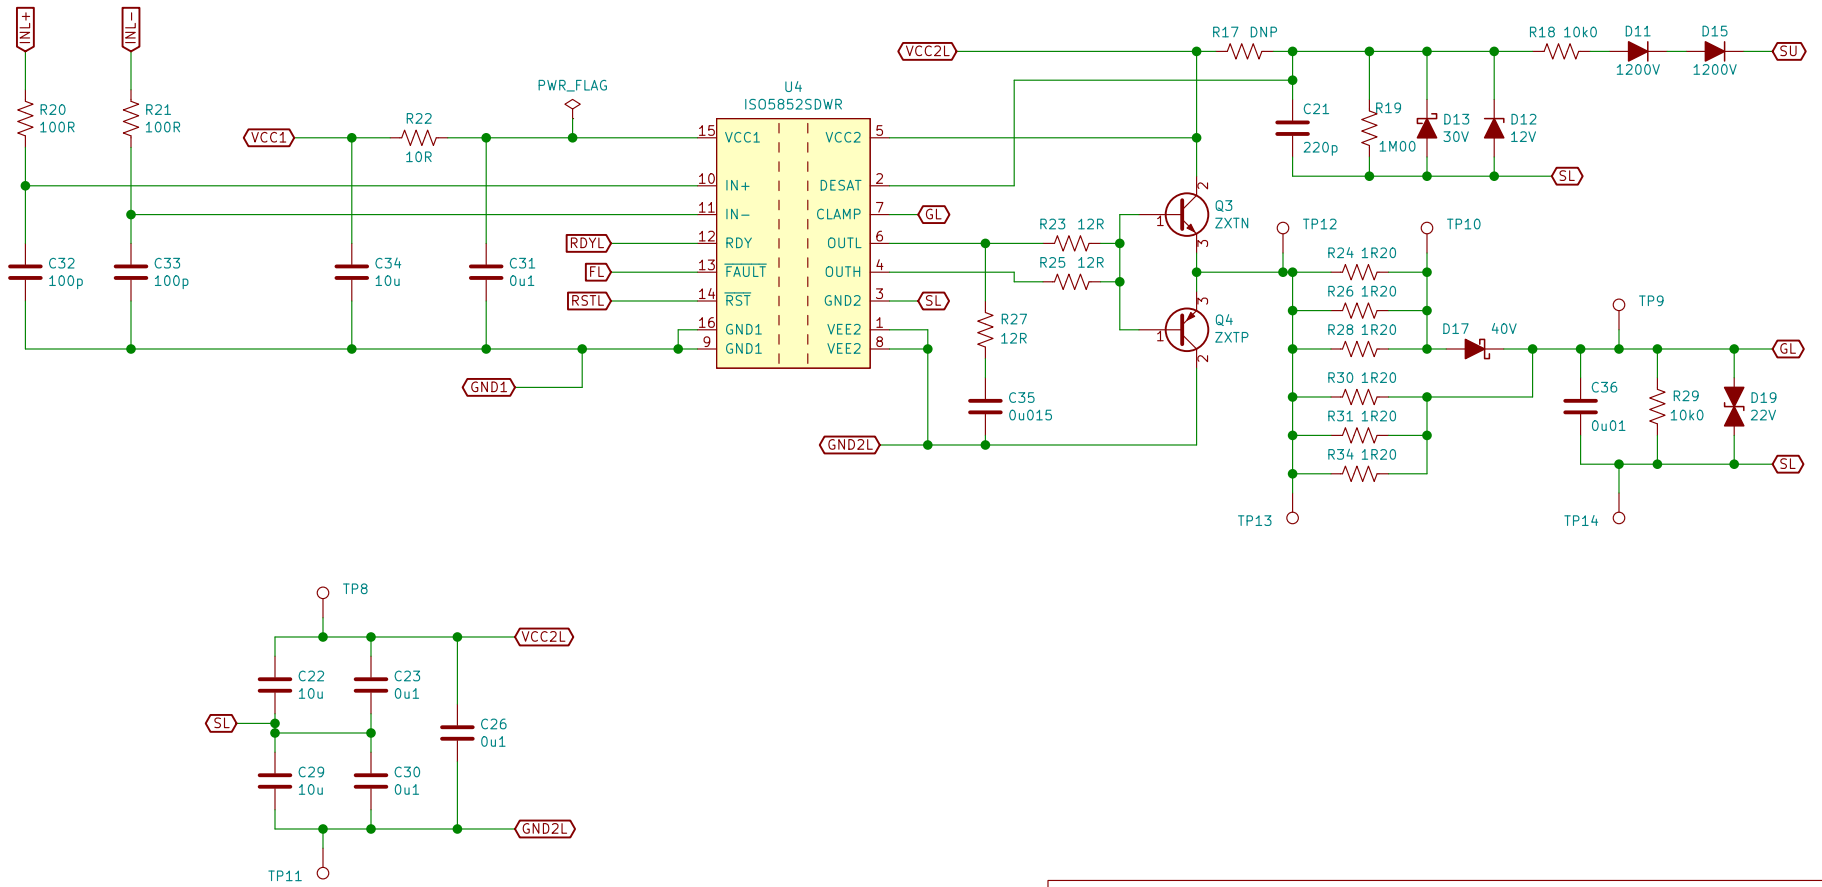 INL+
INL-
R20
100R
R21
100R
VCC1
R22
10R
PWR_FLAG
U4
ISO5852SDWR
15 VCC1
10 IN+
11 IN-
12 RDY
13 FAULT
14 RST
16 GND1
9 GND1
VCC2 5
DESAT 2
CLAMP 7
OUTL 6
OUTH 4
GND2 3
VEE2 1
VEE2 8
RDYL
FL
RSTL
GL
SL
C32
100p
C33
100p
C34
10u
C31
0u1
GND1
VCC2L
R17 DNP
R18 10k0
D11
1200V
D15
1200V
SU
C21
220p
R19
1M00
D13
30V
D12
12V
SL
R23 12R
R25 12R
R27
12R
C35
0u015
GND2L
1
2
3
Q3
ZXTN
1
3
2
Q4
ZXTP
TP12
TP10
R24 1R20
R26 1R20
R28 1R20
R30 1R20
R31 1R20
R34 1R20
TP13
D17 40V
TP9
GL
C36
0u01
R29
10k0
D19
22V
SL
TP14
TP8
VCC2L
C22
10u
C23
0u1
SL
C26
0u1
C29
10u
C30
0u1
GND2L
TP11